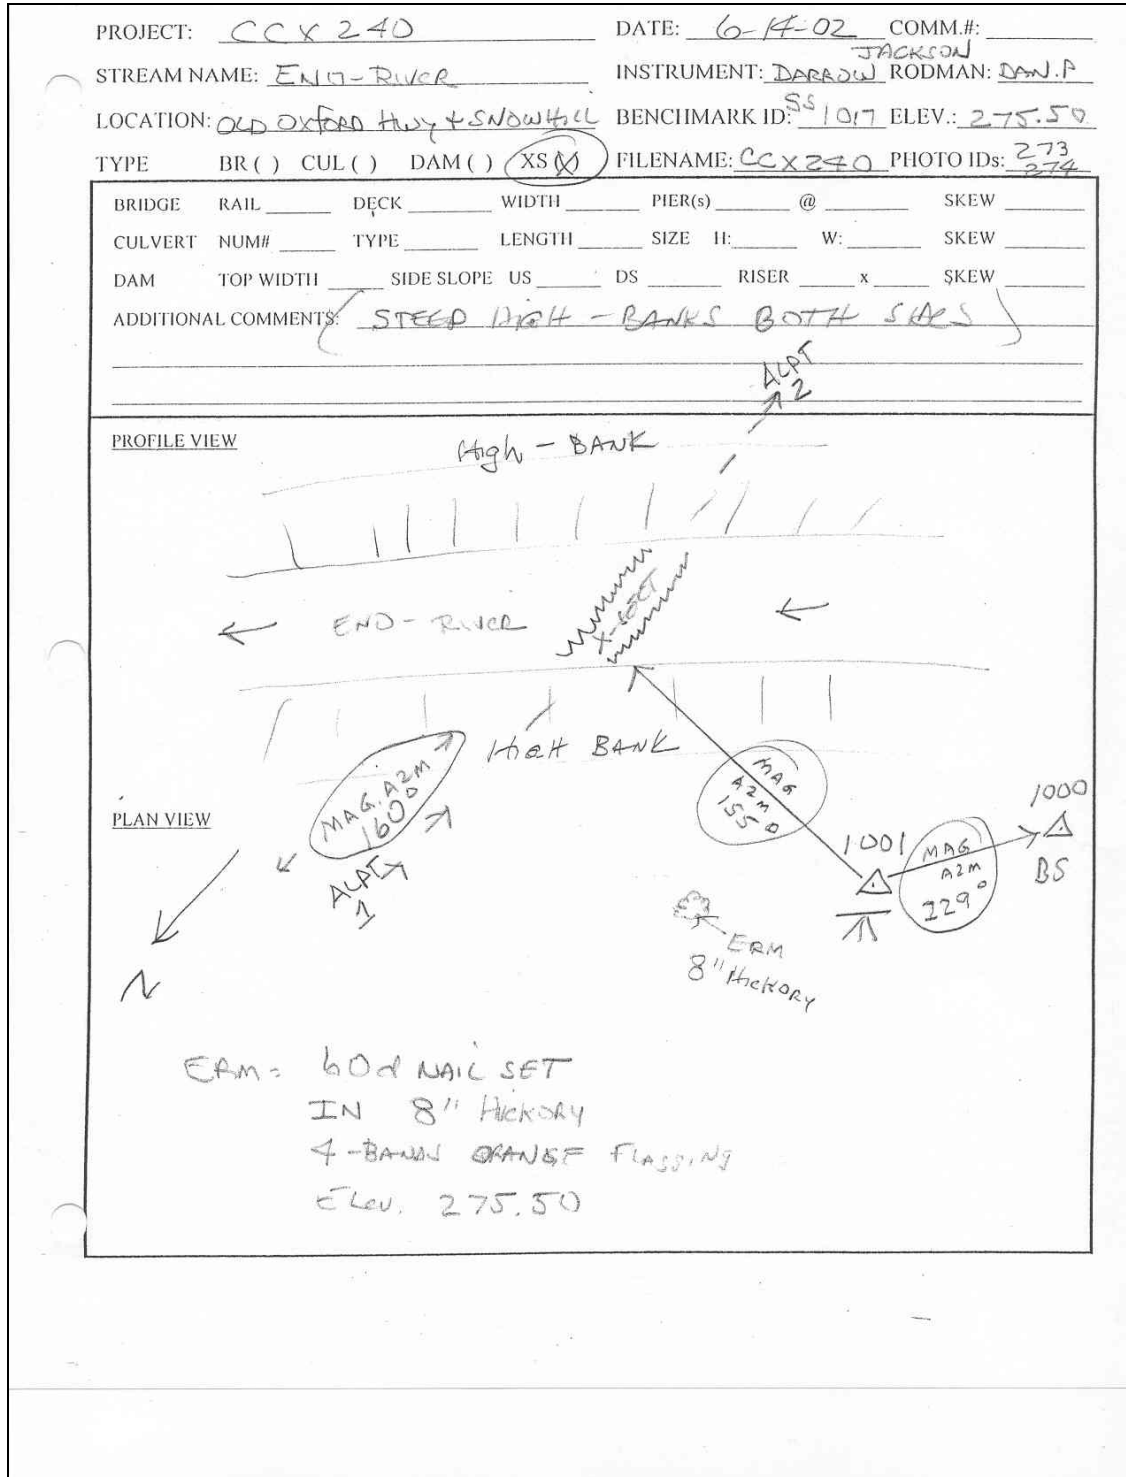 PROJECT: CCX 240 DATE: 6-14-02 COMM.#:
JACKSON
STREAM NAME: ENO-RIVER INSTRUMENT: DARROW RODMAN: DAN.P
LOCATION: OLD OXFORD Hwy + SNOWHILL BENCHMARK ID: SS 1017 ELEV.: 275.50
TYPE BR ( ) CUL ( ) DAM ( ) XS (X) FILENAME: CCX240 PHOTO IDs: 273
274
BRIDGE RAIL DECK WIDTH PIER(s) @ SKEW
CULVERT NUM# TYPE LENGTH SIZE H: W: SKEW
DAM TOP WIDTH SIDE SLOPE US DS RISER x SKEW
ADDITIONAL COMMENTS: STEEP HIGH - BANKS BOTH SIDES
ALPT
2
PROFILE VIEW
High - BANK
X-SECT
ENO - RIVER
HIGH BANK
MAG. AZM
160°
ALPT
1
MAG
AZM
155°
PLAN VIEW
1000
1001
MAG
AZM
229°
BS
N
ERM
8" HICKORY
ERM = 60d NAIL SET
IN 8" HICKORY
4 -BANDS ORANGE FLAGGING
Elev. 275.50